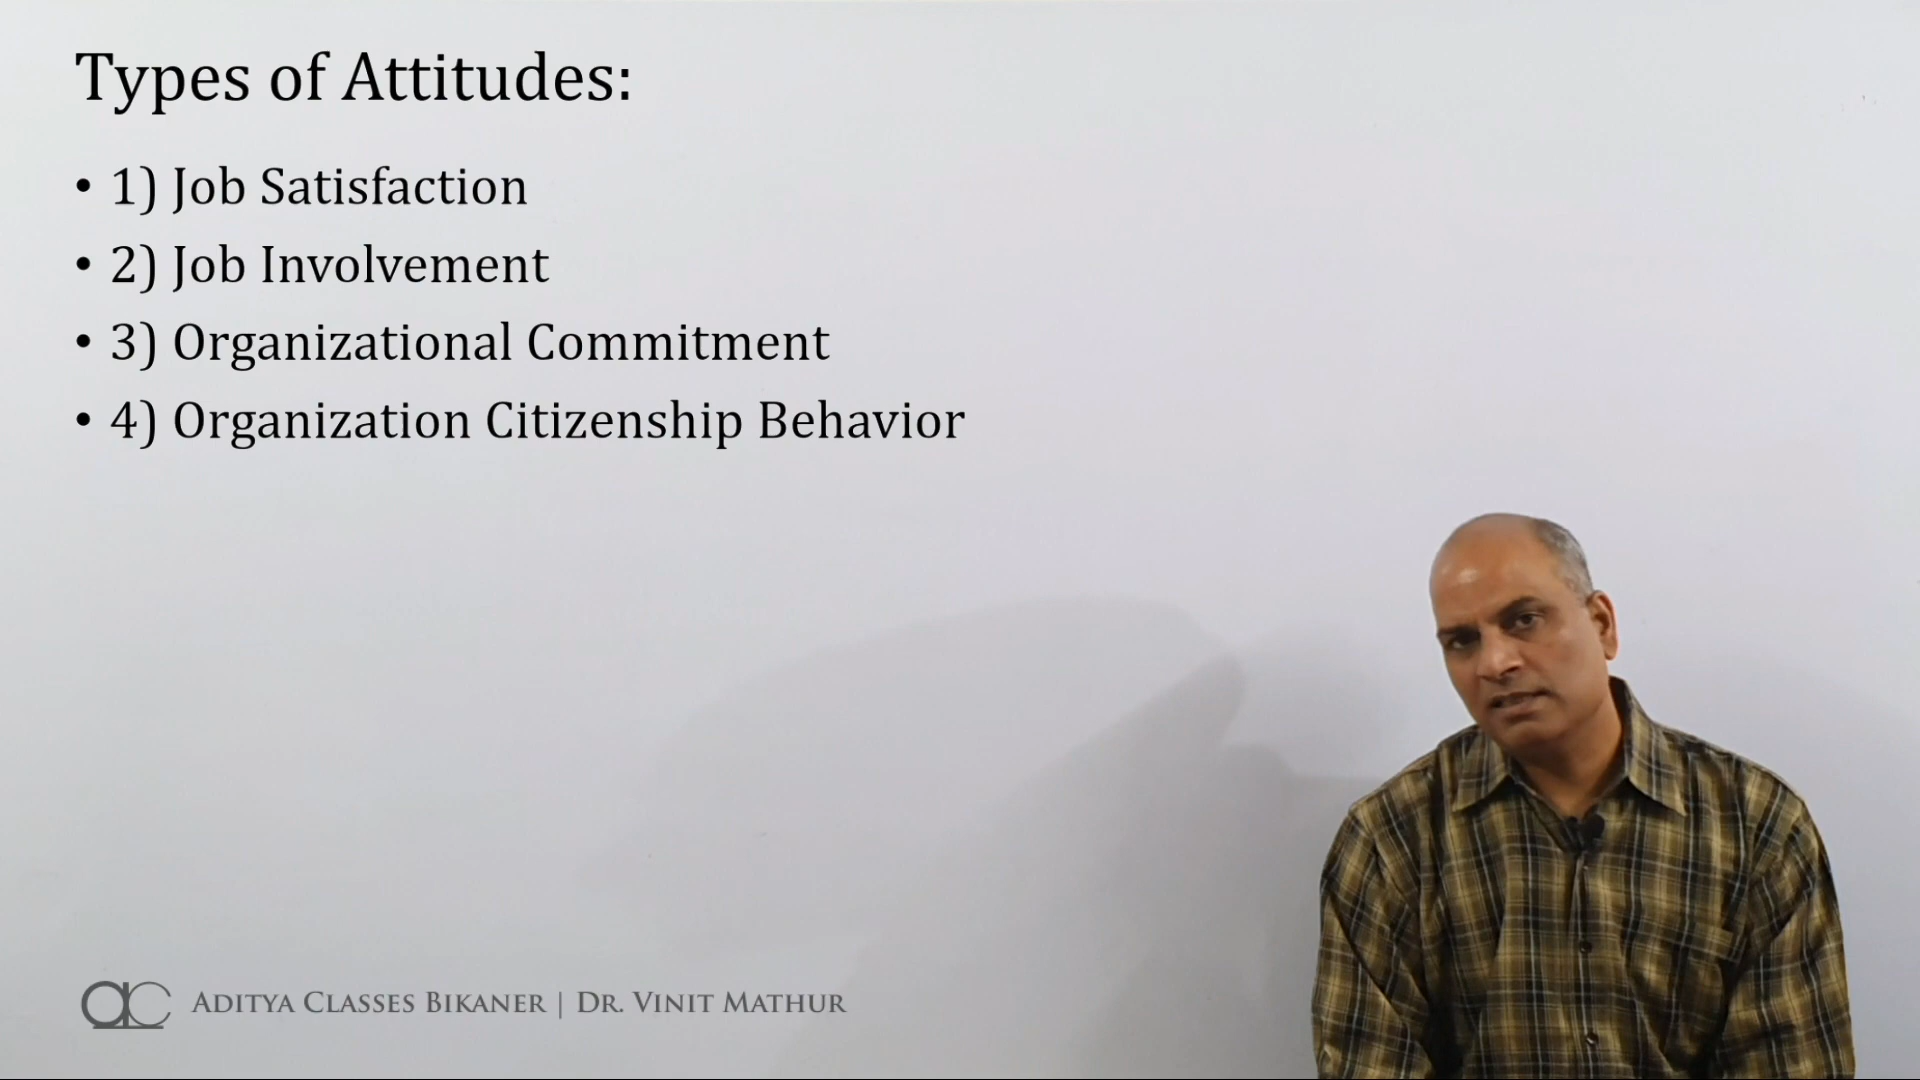 Types of Attitudes:
• 1) Job Satisfaction
• 2) Job Involvement
• 3) Organizational Commitment
• 4) Organization Citizenship Behavior
ac ADITYA CLASSES BIKANER | DR. VINIT MATHUR